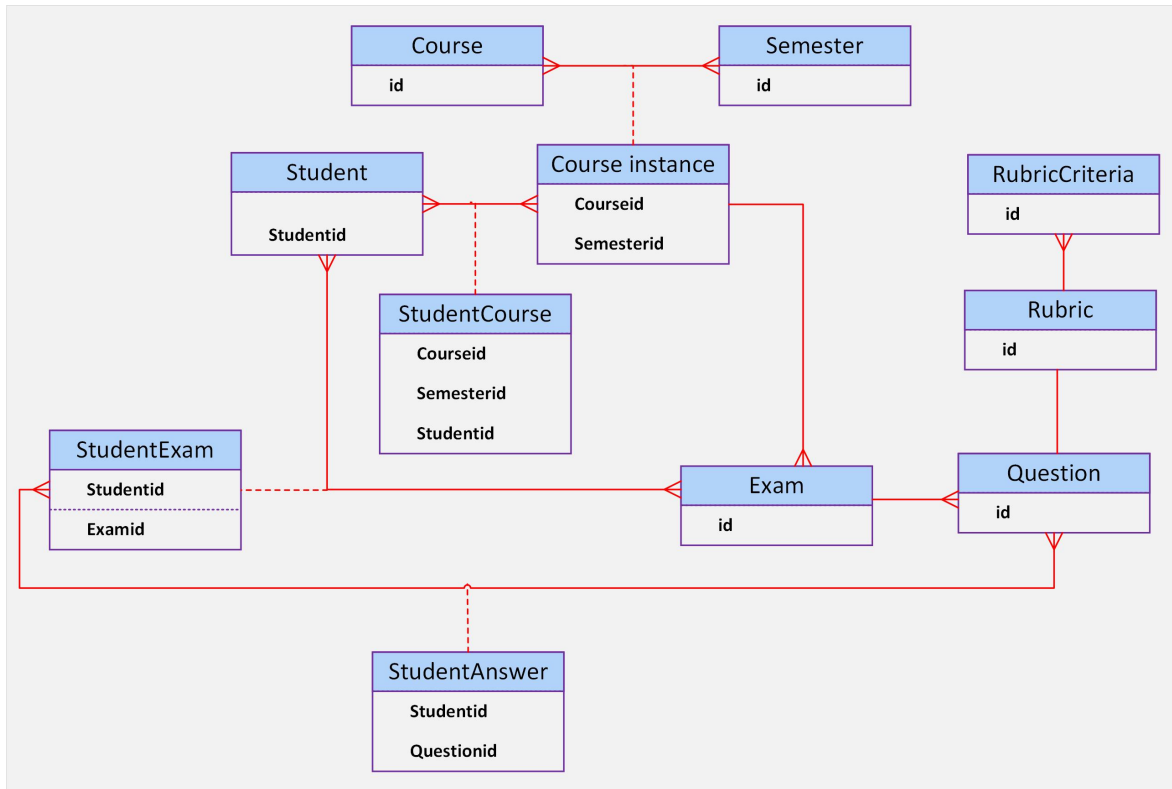 Course
id
Semester
id
Course instance
Courseid
Semesterid
Student
Studentid
RubricCriteria
id
Rubric
id
StudentCourse
Courseid
Semesterid
Studentid
StudentExam
Studentid
Examid
Exam
id
Question
id
StudentAnswer
Studentid
Questionid